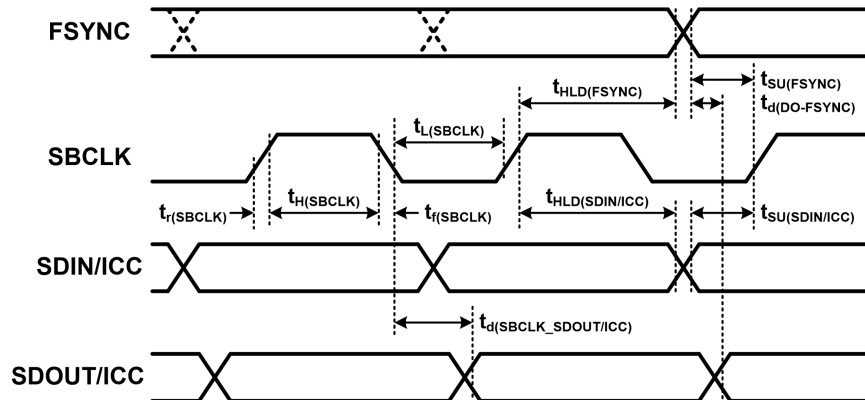 FSYNC
tSU(FSYNC)
tHLD(FSYNC)
td(DO-FSYNC)
tL(SBCLK)
SBCLK
tr(SBCLK)
tH(SBCLK)
tf(SBCLK)
tHLD(SDIN/ICC)
tSU(SDIN/ICC)
SDIN/ICC
td(SBCLK_SDOUT/ICC)
SDOUT/ICC